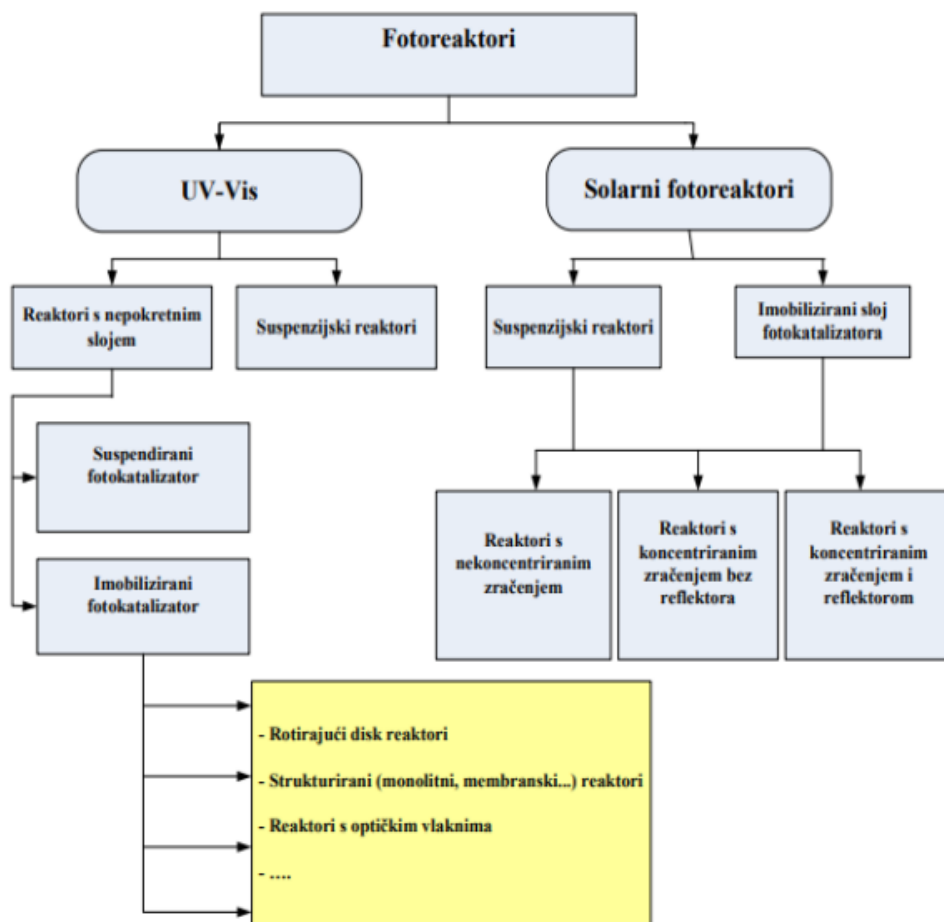 Fotoreaktori
UV-Vis
Solarni fotoreaktori
Reaktori s nepokretnim
slojem
Suspenzijski reaktori
Suspenzijski reaktori
Imobilizirani sloj
fotokatalizatora
Suspendirani
fotokatalizator
Imobilizirani
fotokatalizator
Reaktori s
nekoncentriranim
zračenjem
Reaktori s
koncentriranim
zračenjem bez
reflektora
Reaktori s
koncentriranim
zračenjem i
reflektorom
- Rotirajući disk reaktori
- Strukturirani (monolitni, membranski...) reaktori
- Reaktori s optičkim vlaknima
- ....